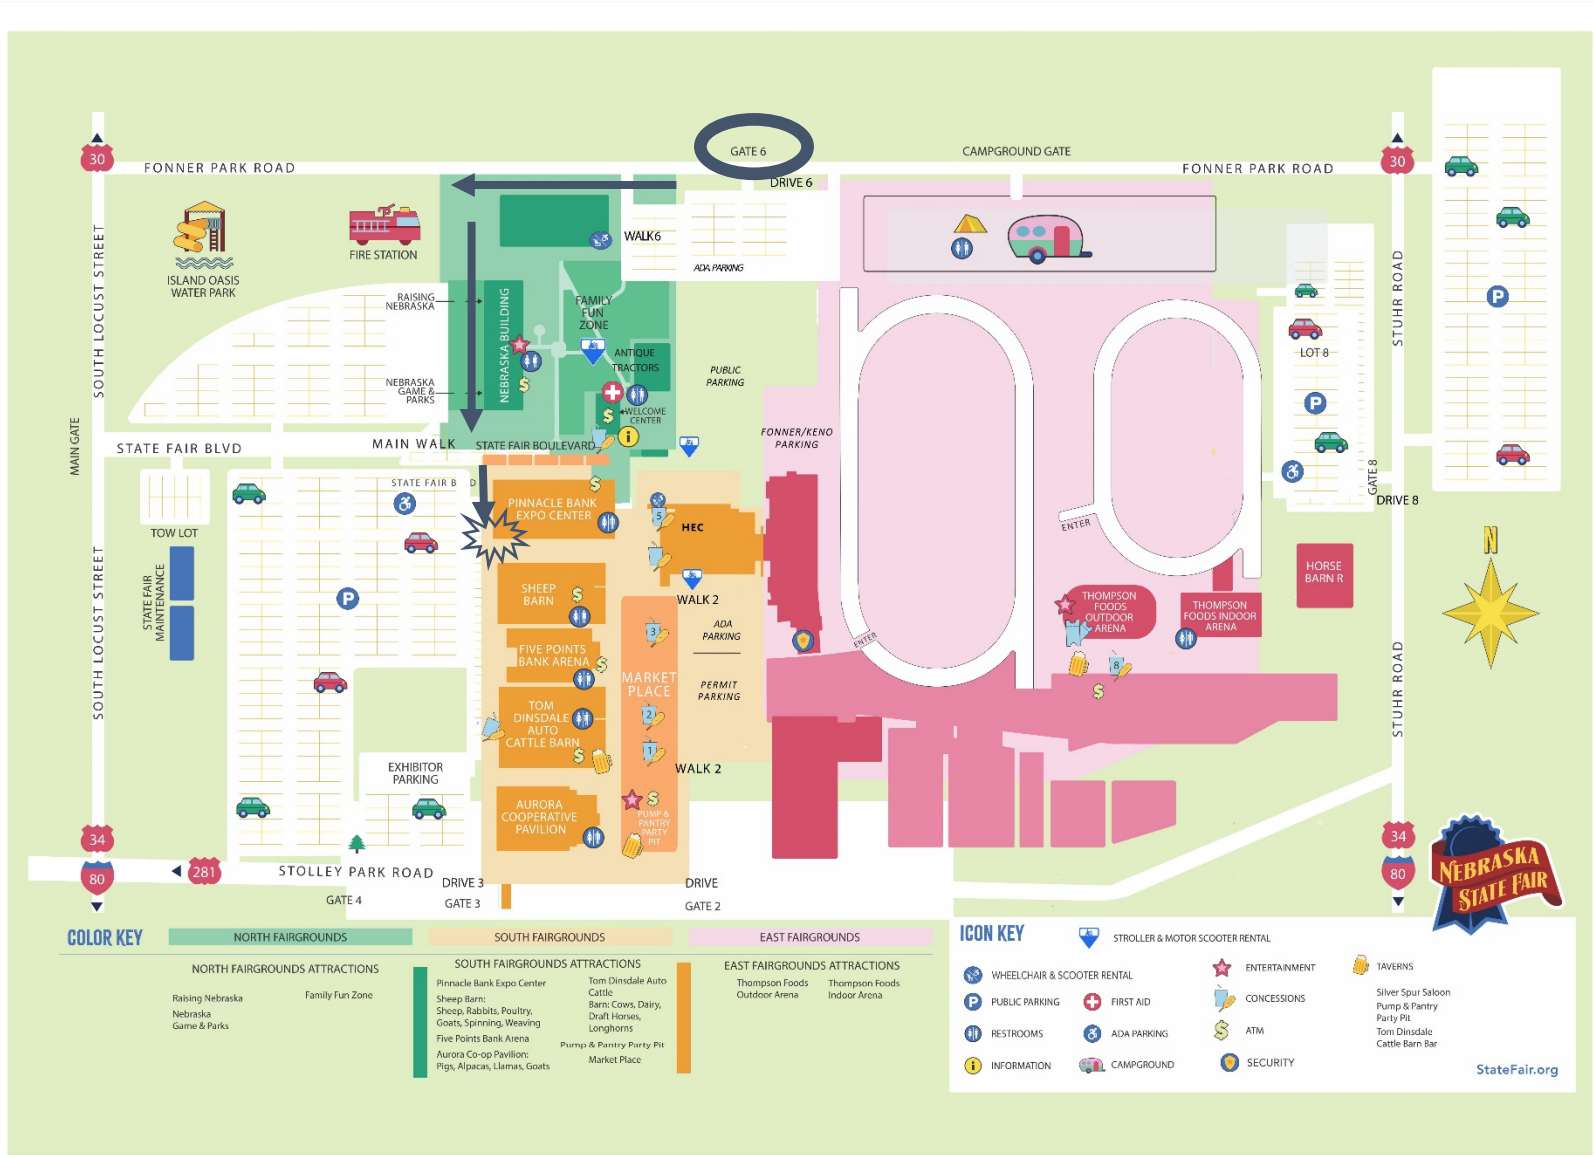 GATE 6
CAMPGROUND GATE
30
FONNER PARK ROAD
FONNER PARK ROAD
30
DRIVE 6
SOUTH LOCUST STREET
ISLAND OASIS
WATER PARK
FIRE STATION
WALK6
ADA PARKING
RAISING
NEBRASKA
NEBRASKA BUILDING
FAMILY
FUN
ZONE
ANTIQUE
TRACTORS
NEBRASKA
GAME &
PARKS
WELCOME
CENTER
PUBLIC
PARKING
FONNER/KENO
PARKING
STUHR ROAD
LOT 8
P
P
MAIN GATE
STATE FAIR BLVD
MAIN WALK
STATE FAIR BOULEVARD
i
STATE FAIR B D
GATE 8
DRIVE 8
TOW LOT
STATE FAIR
MAINTENANCE
SOUTH LOCUST STREET
P
PINNACLE BANK
EXPO CENTER
5
HEC
ENTER
N
SHEEP
BARN
WALK 2
3
ADA
PARKING
ENTER
THOMPSON
FOODS
OUTDOOR
ARENA
THOMPSON
FOODS INDOOR
ARENA
HORSE
BARN R
FIVE POINTS
BANK ARENA
MARKET
PLACE
PERMIT
PARKING
8
STUHR ROAD
TOM
DINSDALE
AUTO
CATTLE BARN
2
1
WALK 2
EXHIBITOR
PARKING
AURORA
COOPERATIVE
PAVILION
PUMP &
PANTRY
PARTY
PIT
34
80
281
STOLLEY PARK ROAD
DRIVE 3
DRIVE
GATE 4
GATE 3
GATE 2
34
80
NEBRASKA
STATE FAIR
COLOR KEY
NORTH FAIRGROUNDS
SOUTH FAIRGROUNDS
EAST FAIRGROUNDS
NORTH FAIRGROUNDS ATTRACTIONS
Raising Nebraska
Nebraska
Game & Parks
Family Fun Zone
SOUTH FAIRGROUNDS ATTRACTIONS
Pinnacle Bank Expo Center
Sheep Barn:
Sheep, Rabbits, Poultry,
Goats, Spinning, Weaving
Five Points Bank Arena
Aurora Co-op Pavilion:
Pigs, Alpacas, Llamas, Goats
Tom Dinsdale Auto
Cattle
Barn: Cows, Dairy,
Draft Horses,
Longhorns
Pump & Pantry Party Pit
Market Place
EAST FAIRGROUNDS ATTRACTIONS
Thompson Foods
Outdoor Arena
Thompson Foods
Indoor Arena
ICON KEY
STROLLER & MOTOR SCOOTER RENTAL
WHEELCHAIR & SCOOTER RENTAL
P PUBLIC PARKING
RESTROOMS
i INFORMATION
FIRST AID
ADA PARKING
CAMPGROUND
ENTERTAINMENT
CONCESSIONS
$ ATM
SECURITY
TAVERNS
Silver Spur Saloon
Pump & Pantry
Party Pit
Tom Dinsdale
Cattle Barn Bar
StateFair.org